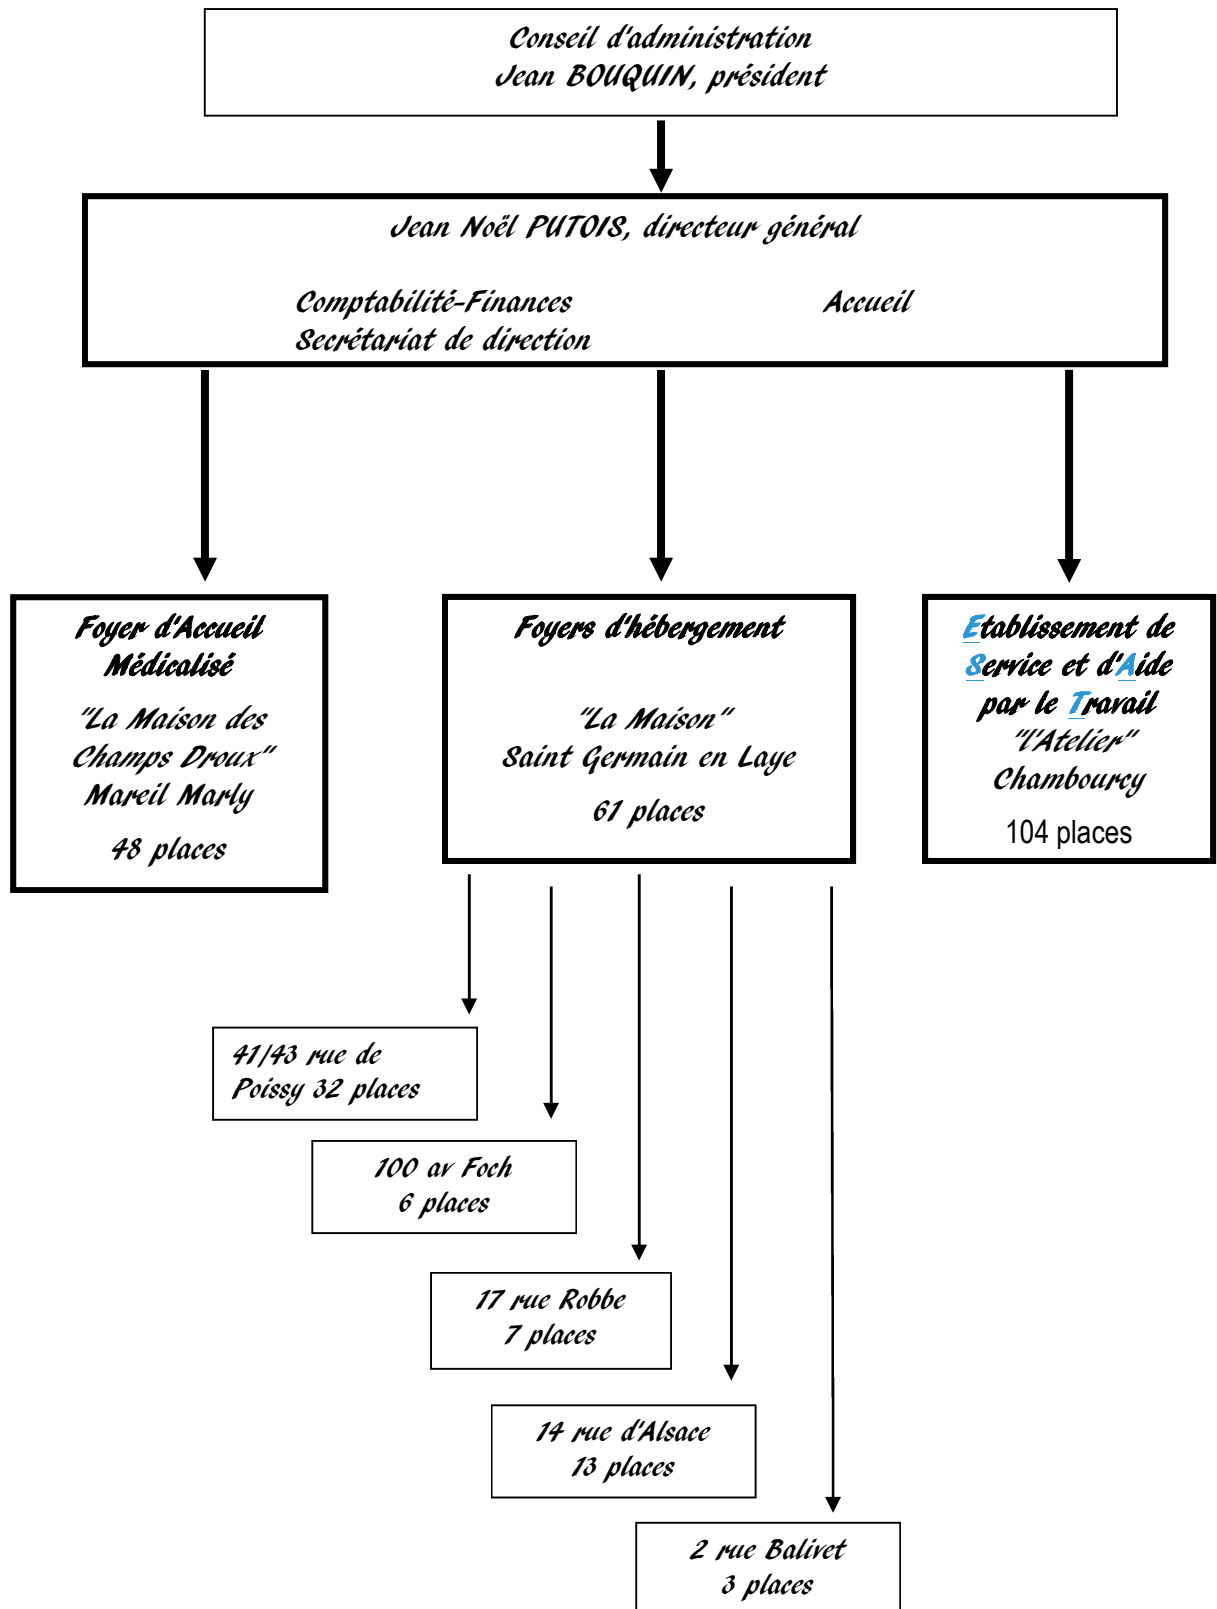 Conseil d'administration
Jean BOUQUIN, président
Jean Noël PUTOIS, directeur général
Comptabilité-Finances
Accueil
Secrétariat de direction
Foyer d'Accueil
Médicalisé
"La Maison des
Champs Droux"
Mareil Marly
48 places
Foyers d'hébergement
"La Maison"
Saint Germain en Laye
61 places
Etablissement de
Service et d'Aide
par le Travail
"l'Atelier"
Chambourcy
104 places
41/43 rue de
Poissy 32 places
100 av Foch
6 places
17 rue Robbe
7 places
14 rue d'Alsace
13 places
2 rue Balivet
3 places